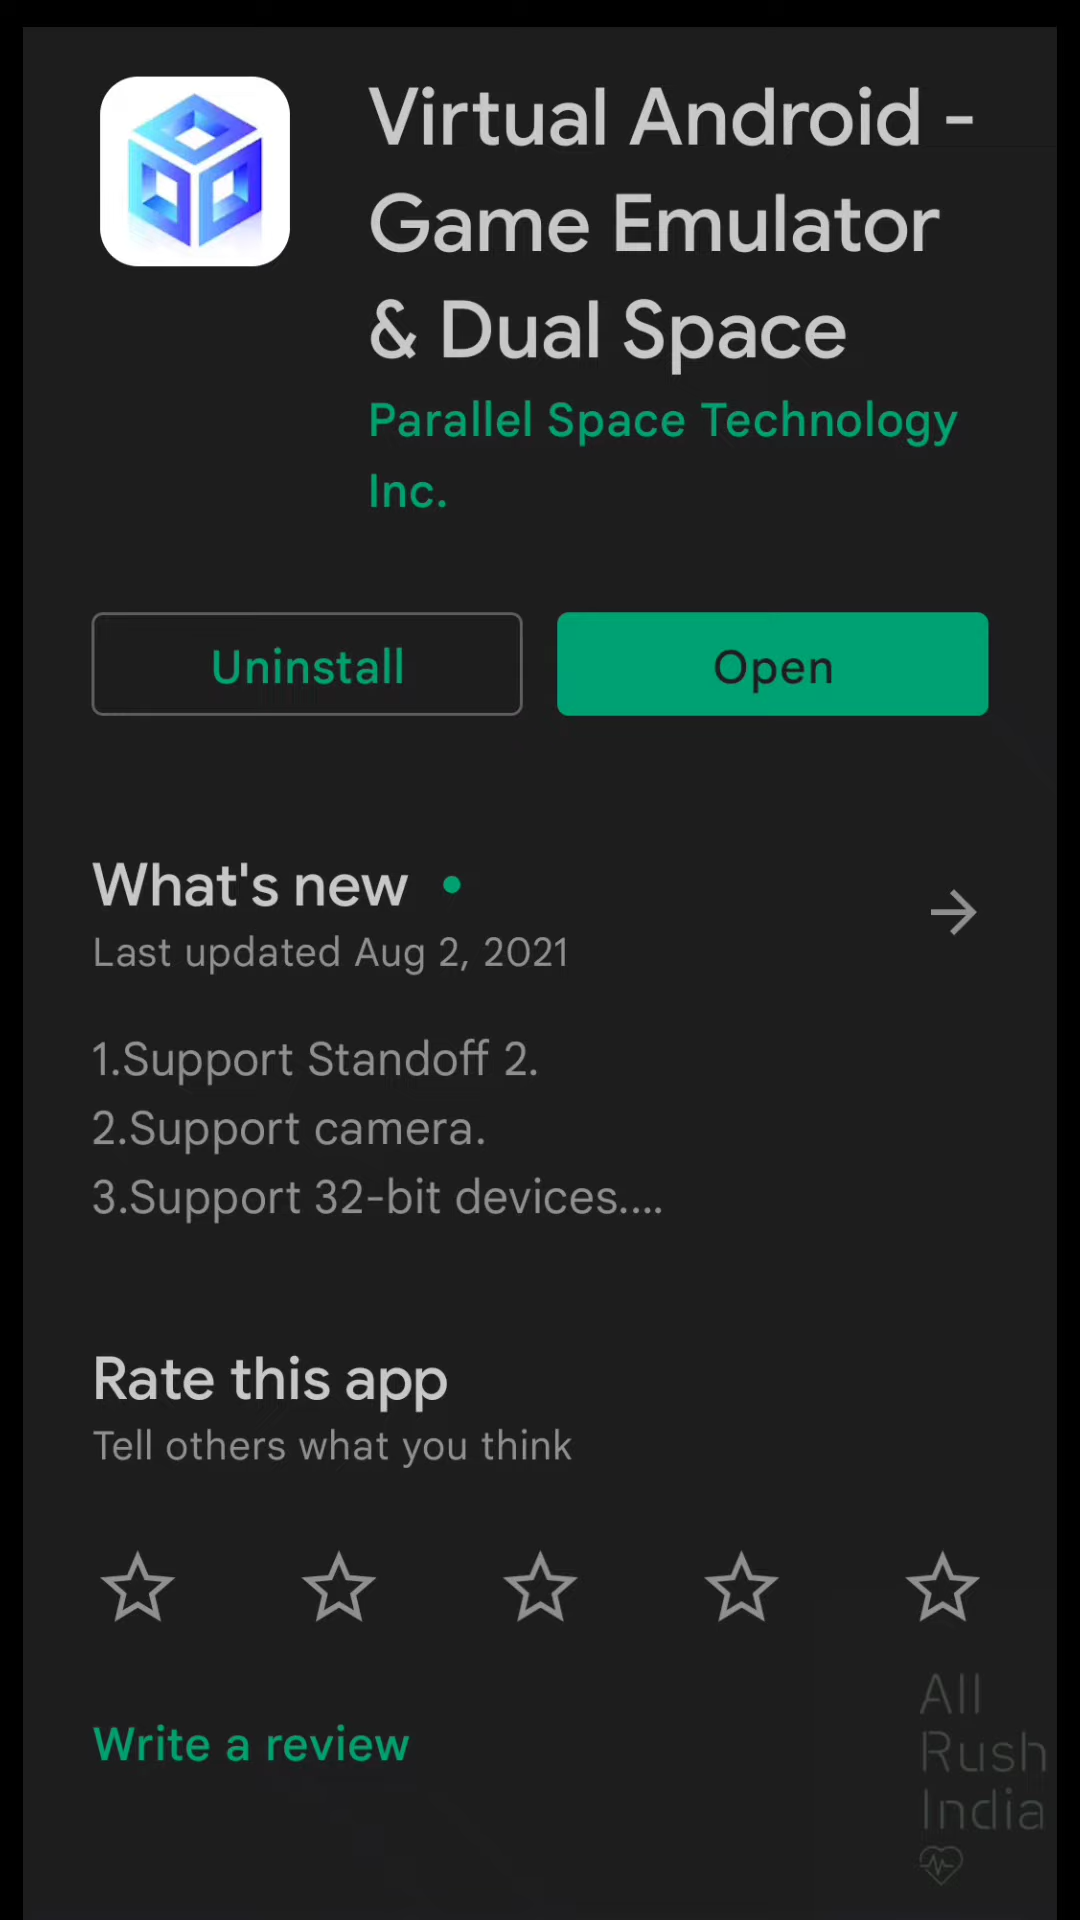 Virtual Android -
Game Emulator
& Dual Space
Parallel Space Technology
Inc.
Uninstall
Open
What's new
Last updated Aug 2, 2021
1.Support Standoff 2.
2.Support camera.
3.Support 32-bit devices....
Rate this app
Tell others what you think
Write a review
All
Rush
India